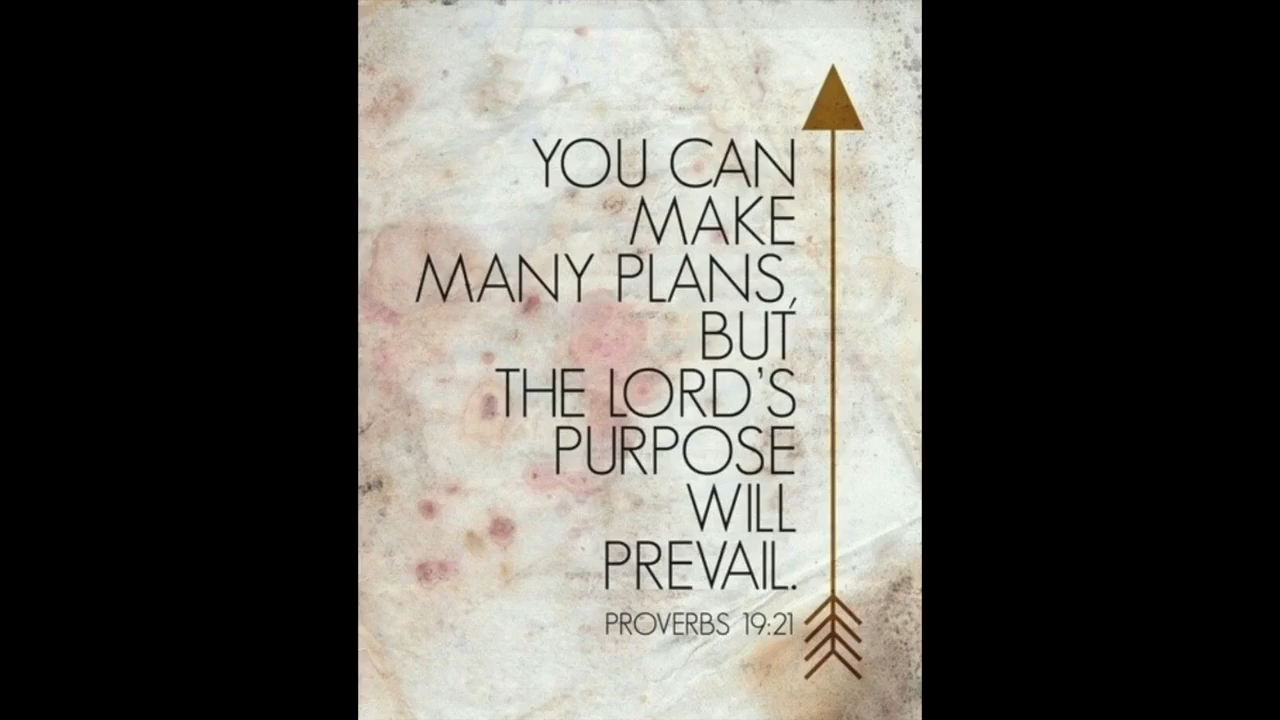 YOU CAN
MAKE
MANY PLANS,
BUT
THE LORD'S
PURPOSE
WILL
PREVAIL.
PROVERBS 19:21